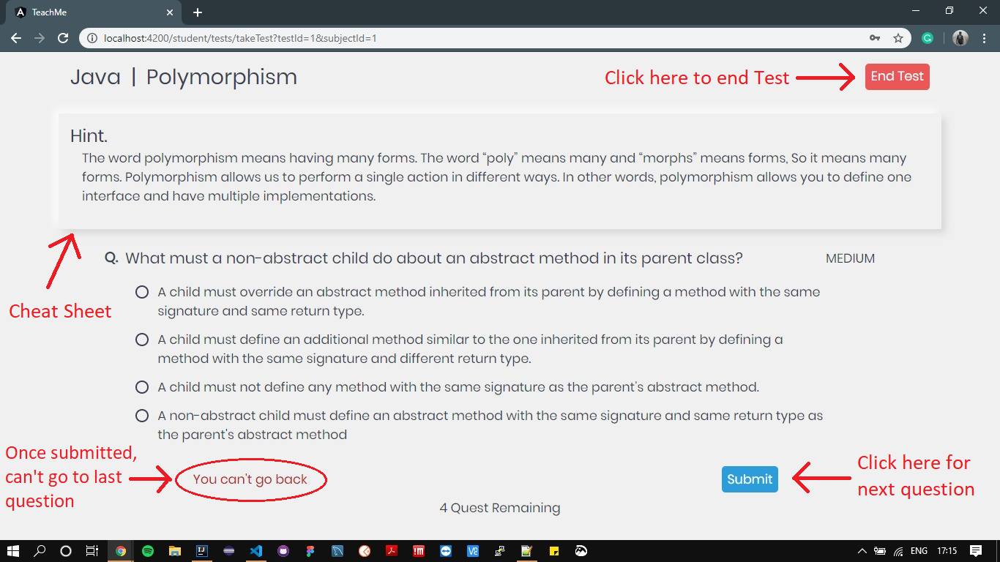 TeachMe
localhost:4200/student/tests/takeTest?testId=1&subjectId=1
Java | Polymorphism
Click here to end Test
End Test
Hint.
The word polymorphism means having many forms. The word “poly” means many and “morphs” means forms, So it means many
forms. Polymorphism allows us to perform a single action in different ways. In other words, polymorphism allows you to define one
interface and have multiple implementations.
Cheat Sheet
Q. What must a non-abstract child do about an abstract method in its parent class?
MEDIUM
A child must override an abstract method inherited from its parent by defining a method with the same
signature and same return type.
A child must define an additional method similar to the one inherited from its parent by defining a
method with the same signature and different return type.
A child must not define any method with the same signature as the parent's abstract method.
A non-abstract child must define an abstract method with the same signature and same return type as
the parent's abstract method
Once submitted,
can't go to last
question
You can't go back
Submit
Click here for
next question
4 Quest Remaining
ENG
17:15